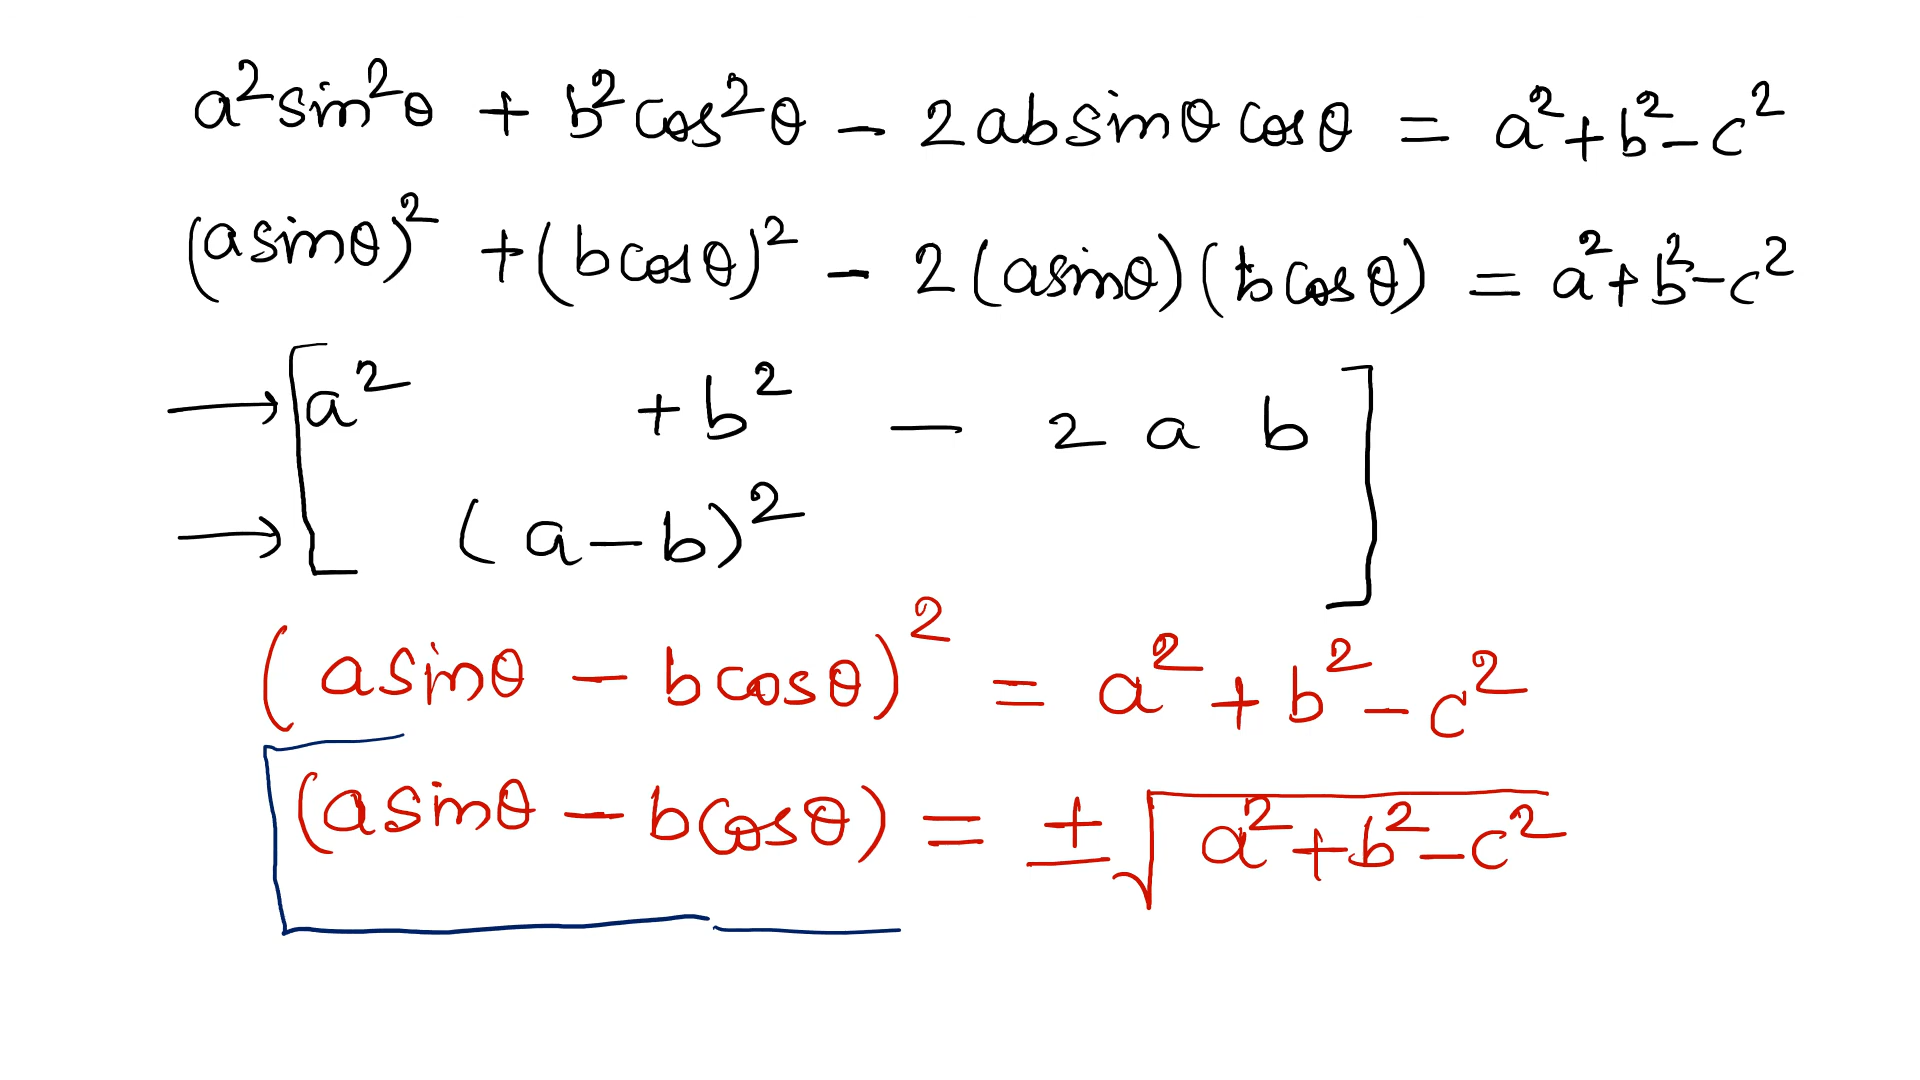 a²sin²θ + b²cos²θ - 2absinθ cosθ = a²+b²-c²
(asinθ)² +(bcosθ)² - 2(asinθ)(bcosθ) = a²+b²-c²
→[a² +b² - 2 a b]
→ (a-b)²
(asinθ - bcosθ)² = a²+b²-c²
(asinθ - bcosθ) = ±√a²+b²-c²